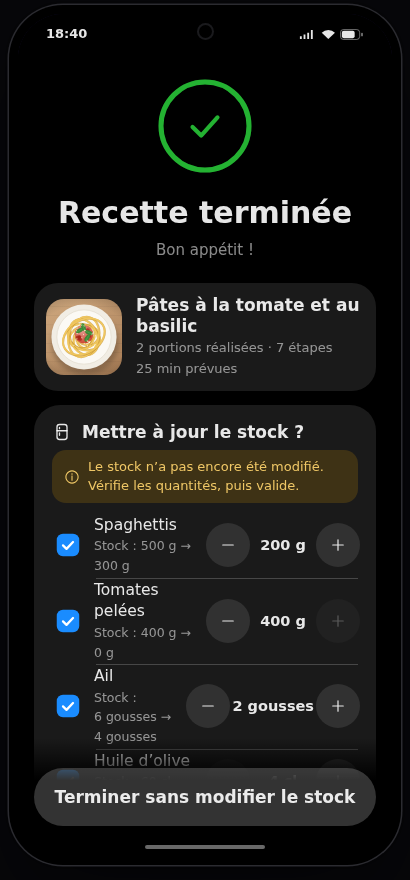 18:40
Recette terminée
Bon appétit !
Pâtes à la tomate et au
basilic
2 portions réalisées · 7 étapes
25 min prévues
Mettre à jour le stock ?
Le stock n’a pas encore été modifié.
Vérifie les quantités, puis valide.
Spaghettis
Stock : 500 g →
300 g
− 200 g +
Tomates
pelées
Stock : 400 g →
0 g
− 400 g +
Ail
Stock :
6 gousses →
4 gousses
− 2 gousses +
Huile d’olive
Terminer sans modifier le stock